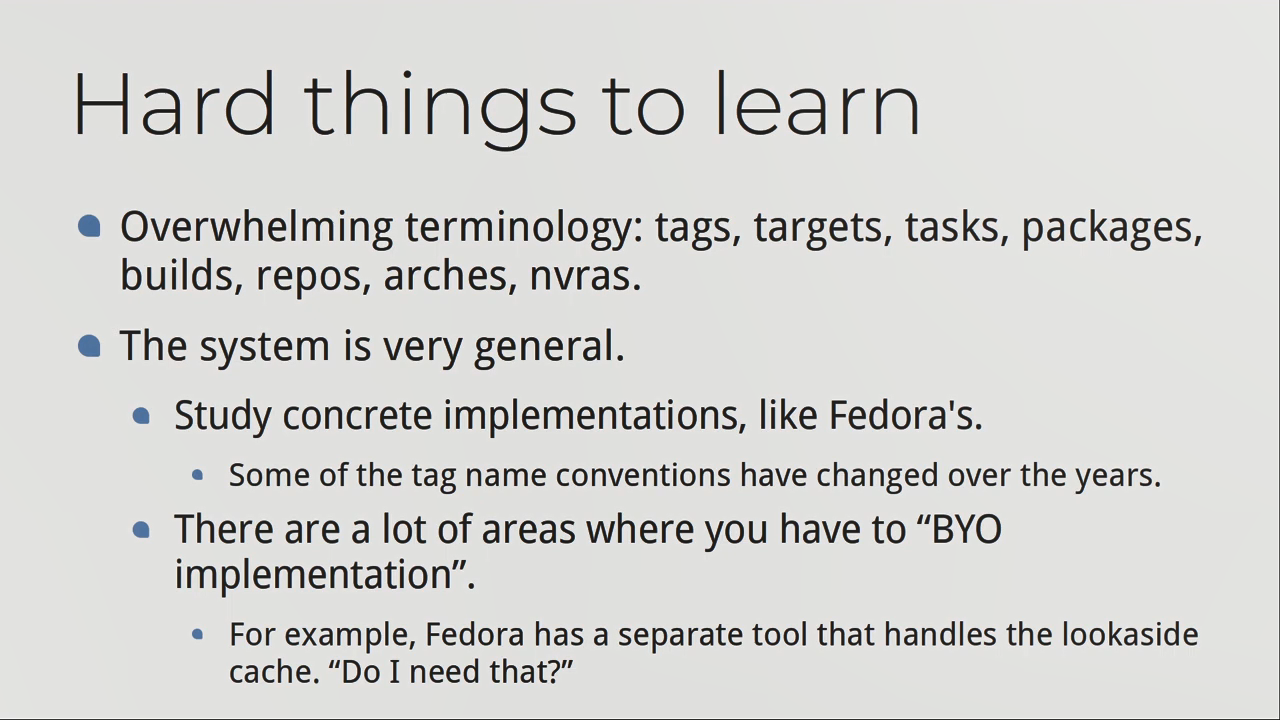 Hard things to learn
Overwhelming terminology: tags, targets, tasks, packages,
builds, repos, arches, nvras.
The system is very general.
Study concrete implementations, like Fedora's.
Some of the tag name conventions have changed over the years.
There are a lot of areas where you have to “BYO
implementation”.
For example, Fedora has a separate tool that handles the lookaside
cache. “Do I need that?”